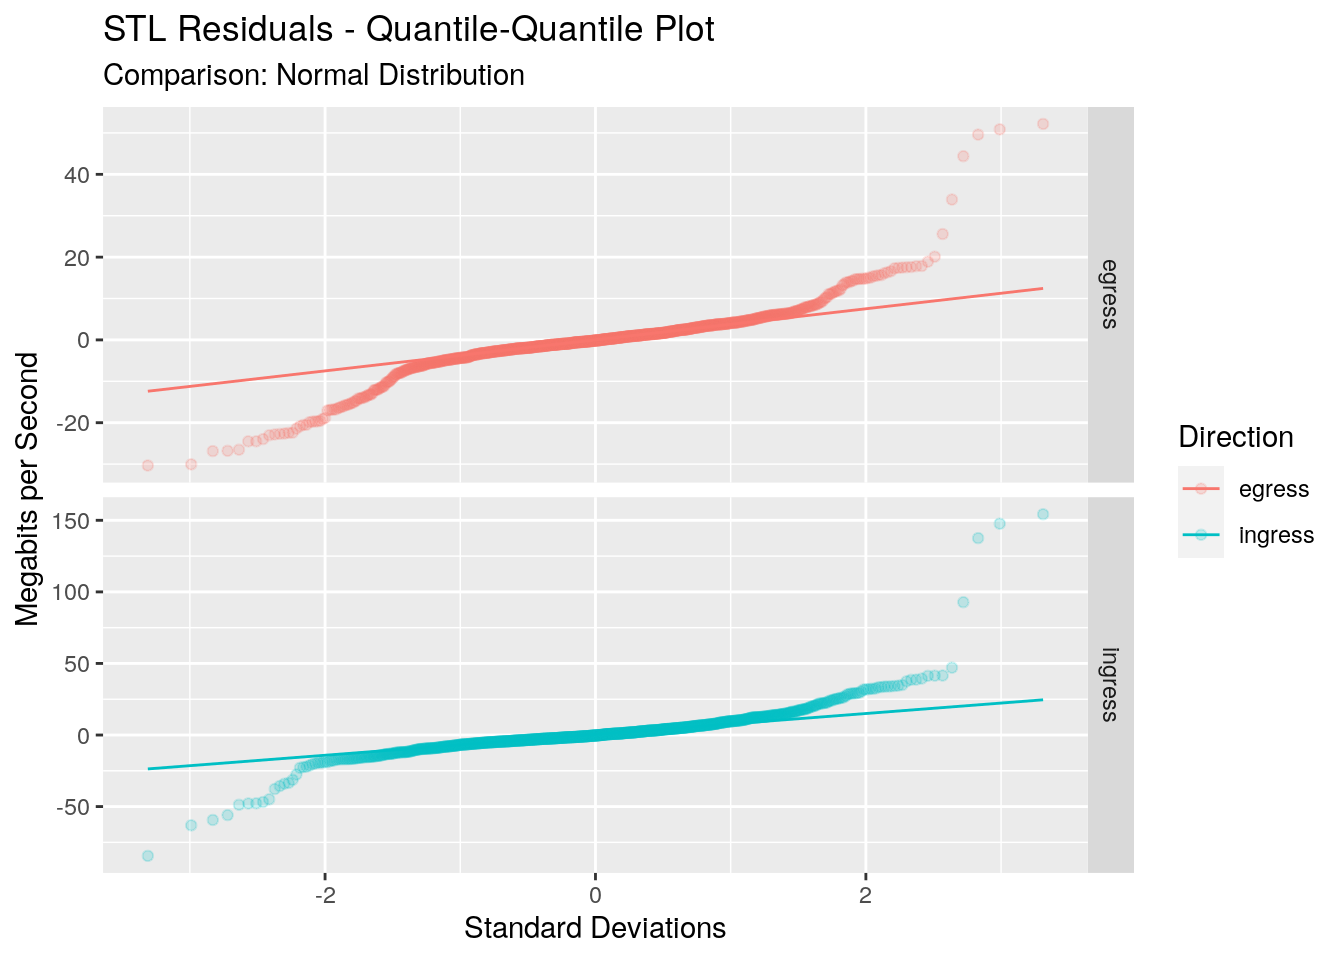 STL Residuals - Quantile-Quantile Plot
Comparison: Normal Distribution
Megabits per Second
40
20
0
-20
egress
150
100
50
0
-50
ingress
-2
0
2
Standard Deviations
Direction
egress
ingress